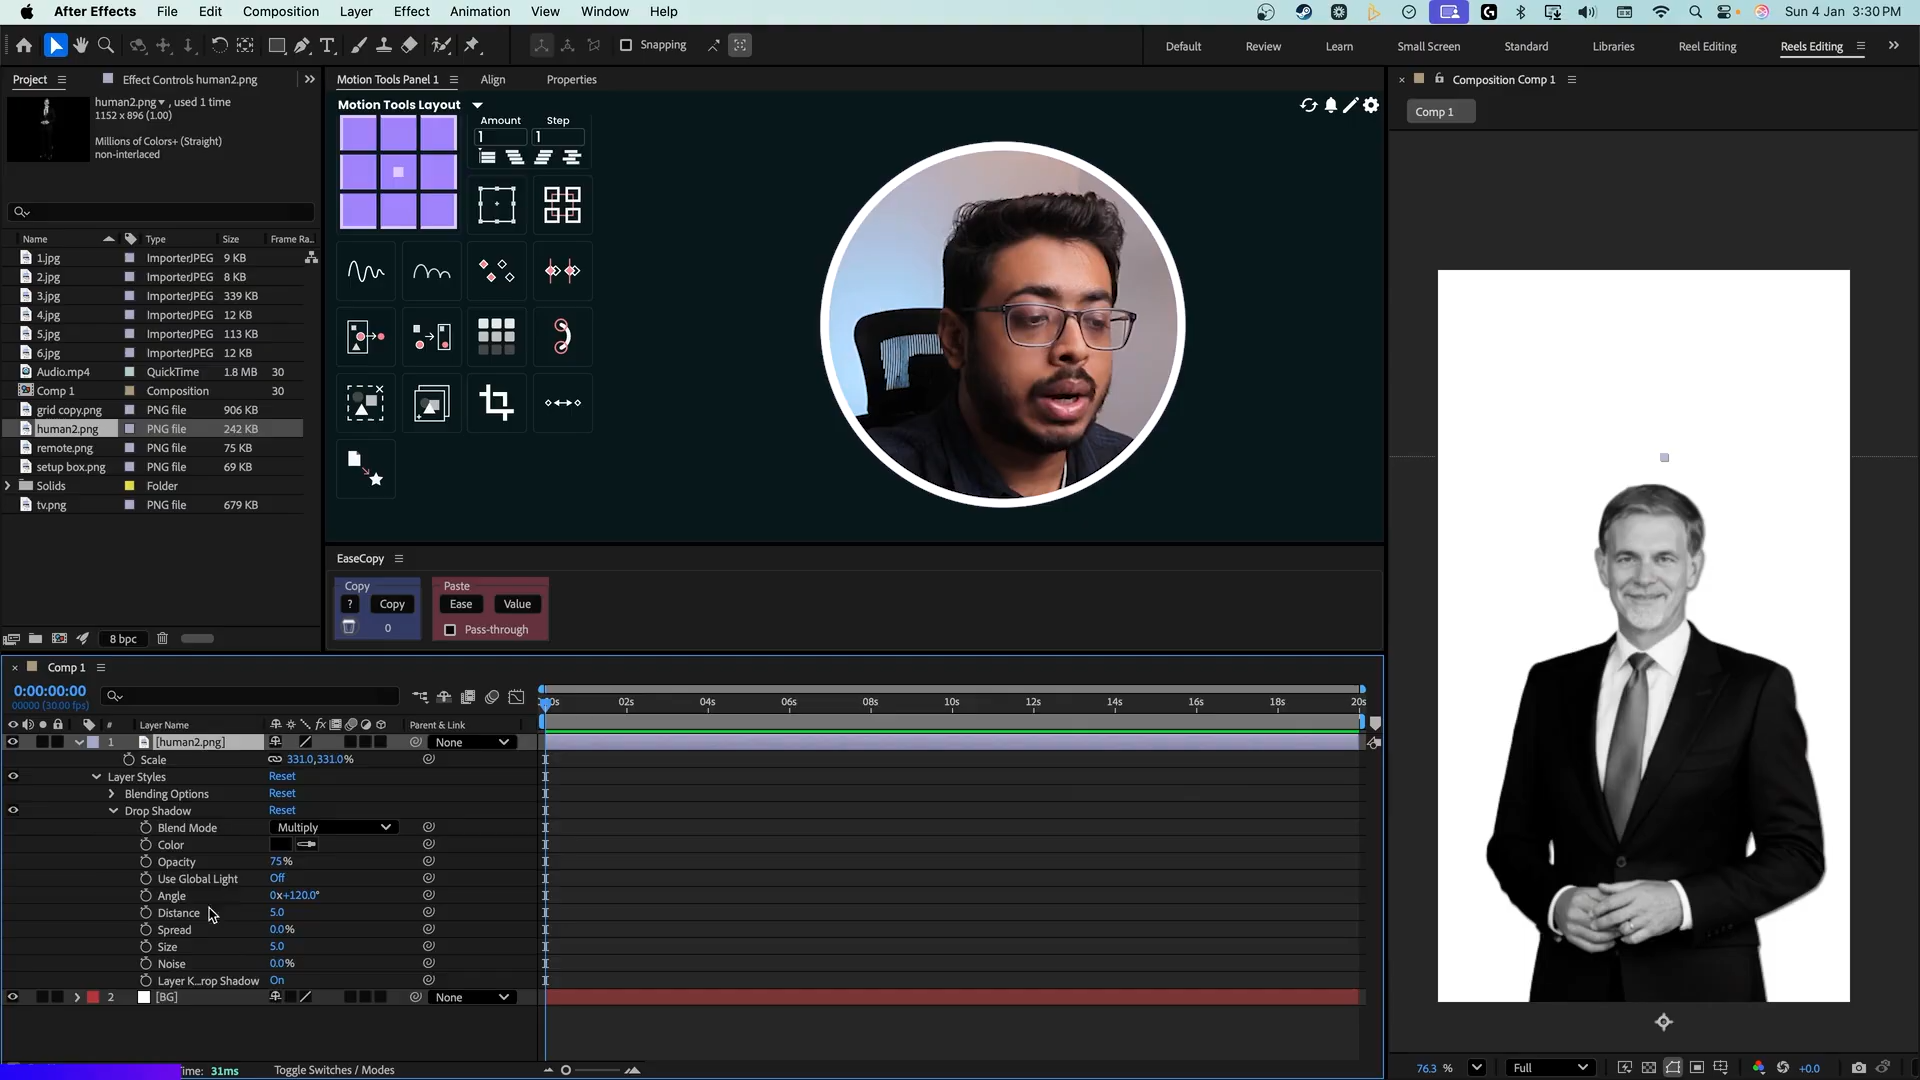 After Effects File Edit Composition Layer Effect Animation View Window Help Sun 4 Jan 3:30 PM
Snapping Default Review Learn Small Screen Standard Libraries Reel Editing Reels Editing
Project Effect Controls human2.png
human2.png, used 1 time
1152 x 896 (1.00)
Millions of Colors+ (Straight)
non-interlaced
Name Type Size Frame Ra...
1.jpg ImporterJPEG 9 KB
2.jpg ImporterJPEG 8 KB
3.jpg ImporterJPEG 339 KB
4.jpg ImporterJPEG 12 KB
5.jpg ImporterJPEG 113 KB
6.jpg ImporterJPEG 12 KB
Audio.mp4 QuickTime 1.8 MB 30
Comp 1 Composition 30
grid copy.png PNG file 906 KB
human2.png PNG file 242 KB
remote.png PNG file 75 KB
setup box.png PNG file 69 KB
Solids Folder
tv.png PNG file 679 KB
8 bpc
Motion Tools Panel 1 Align Properties
Motion Tools Layout
Amount Step
1 1
EaseCopy
Copy Paste
? Copy Ease Value
0 Pass-through
Composition Comp 1
Comp 1
Comp 1
0:00:00:00
00000 (30.00 fps)
:00s 02s 04s 06s 08s 10s 12s 14s 16s 18s 20s
# Layer Name fx Parent & Link
1 [human2.png] None
Scale 331.0,331.0%
Layer Styles Reset
Blending Options Reset
Drop Shadow Reset
Blend Mode Multiply
Color
Opacity 75%
Use Global Light Off
Angle 0x+120.0°
Distance 5.0
Spread 0.0%
Size 5.0
Noise 0.0%
Layer K...rop Shadow On
2 [BG] None
Time: 31ms Toggle Switches / Modes
76.3 % Full +0.0